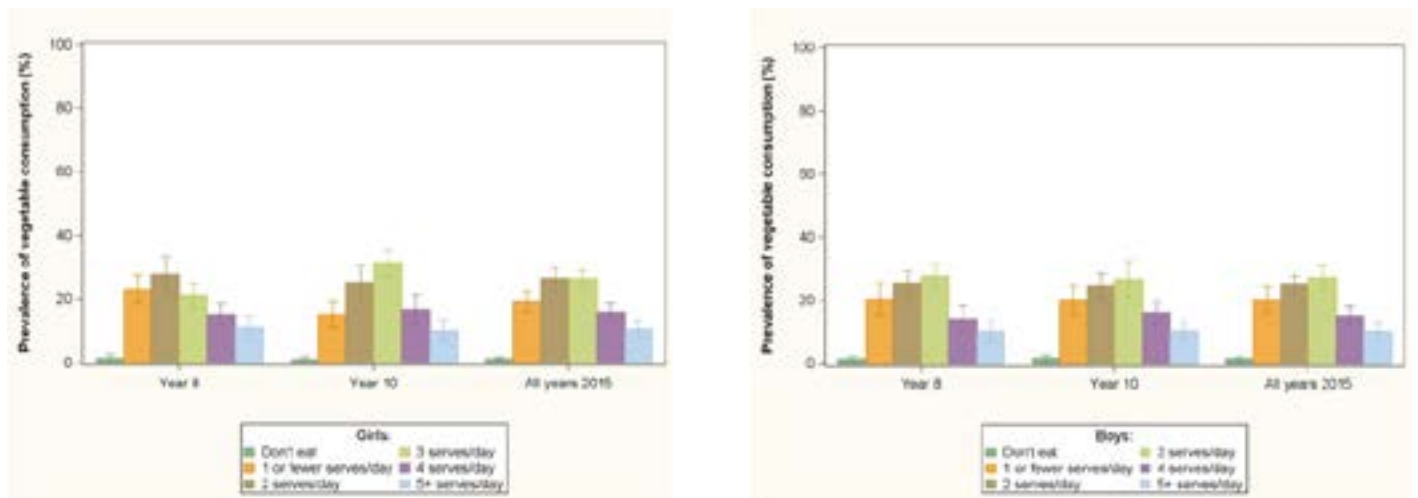 Prevalence of vegetable consumption (%)
100
80
60
40
20
0
Year 8
Year 10
All years 2015
Girls:
Don't eat
3 serves/day
1 or fewer serves/day
4 serves/day
2 serves/day
5+ serves/day
Prevalence of vegetable consumption (%)
100
80
60
40
20
0
Year 8
Year 10
All years 2015
Boys:
Don't eat
3 serves/day
1 or fewer serves/day
4 serves/day
2 serves/day
5+ serves/day